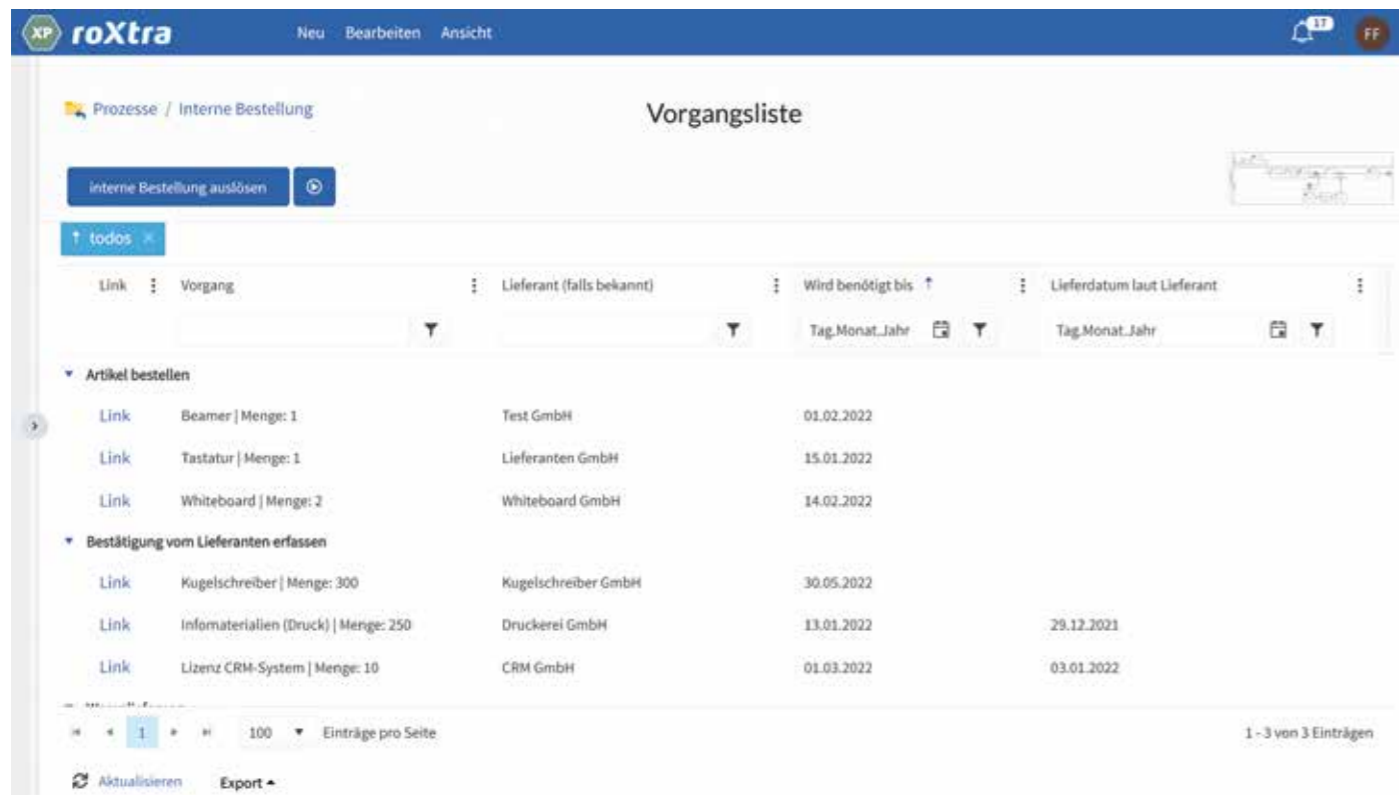 XP roXtra Neu Bearbeiten Ansicht 17 FF
Prozesse / Interne Bestellung
Vorgangsliste
interne Bestellung auslösen
↑ todos ×
Link Vorgang Lieferant (falls bekannt) Wird benötigt bis ↑ Lieferdatum laut Lieferant
Tag.Monat.Jahr Tag.Monat.Jahr
Artikel bestellen
Link Beamer | Menge: 1 Test GmbH 01.02.2022
Link Tastatur | Menge: 1 Lieferanten GmbH 15.01.2022
Link Whiteboard | Menge: 2 Whiteboard GmbH 14.02.2022
Bestätigung vom Lieferanten erfassen
Link Kugelschreiber | Menge: 300 Kugelschreiber GmbH 30.05.2022
Link Infomaterialien (Druck) | Menge: 250 Druckerei GmbH 13.01.2022 29.12.2021
Link Lizenz CRM-System | Menge: 10 CRM GmbH 01.03.2022 03.01.2022
1 100 Einträge pro Seite 1 - 3 von 3 Einträgen
Aktualisieren Export